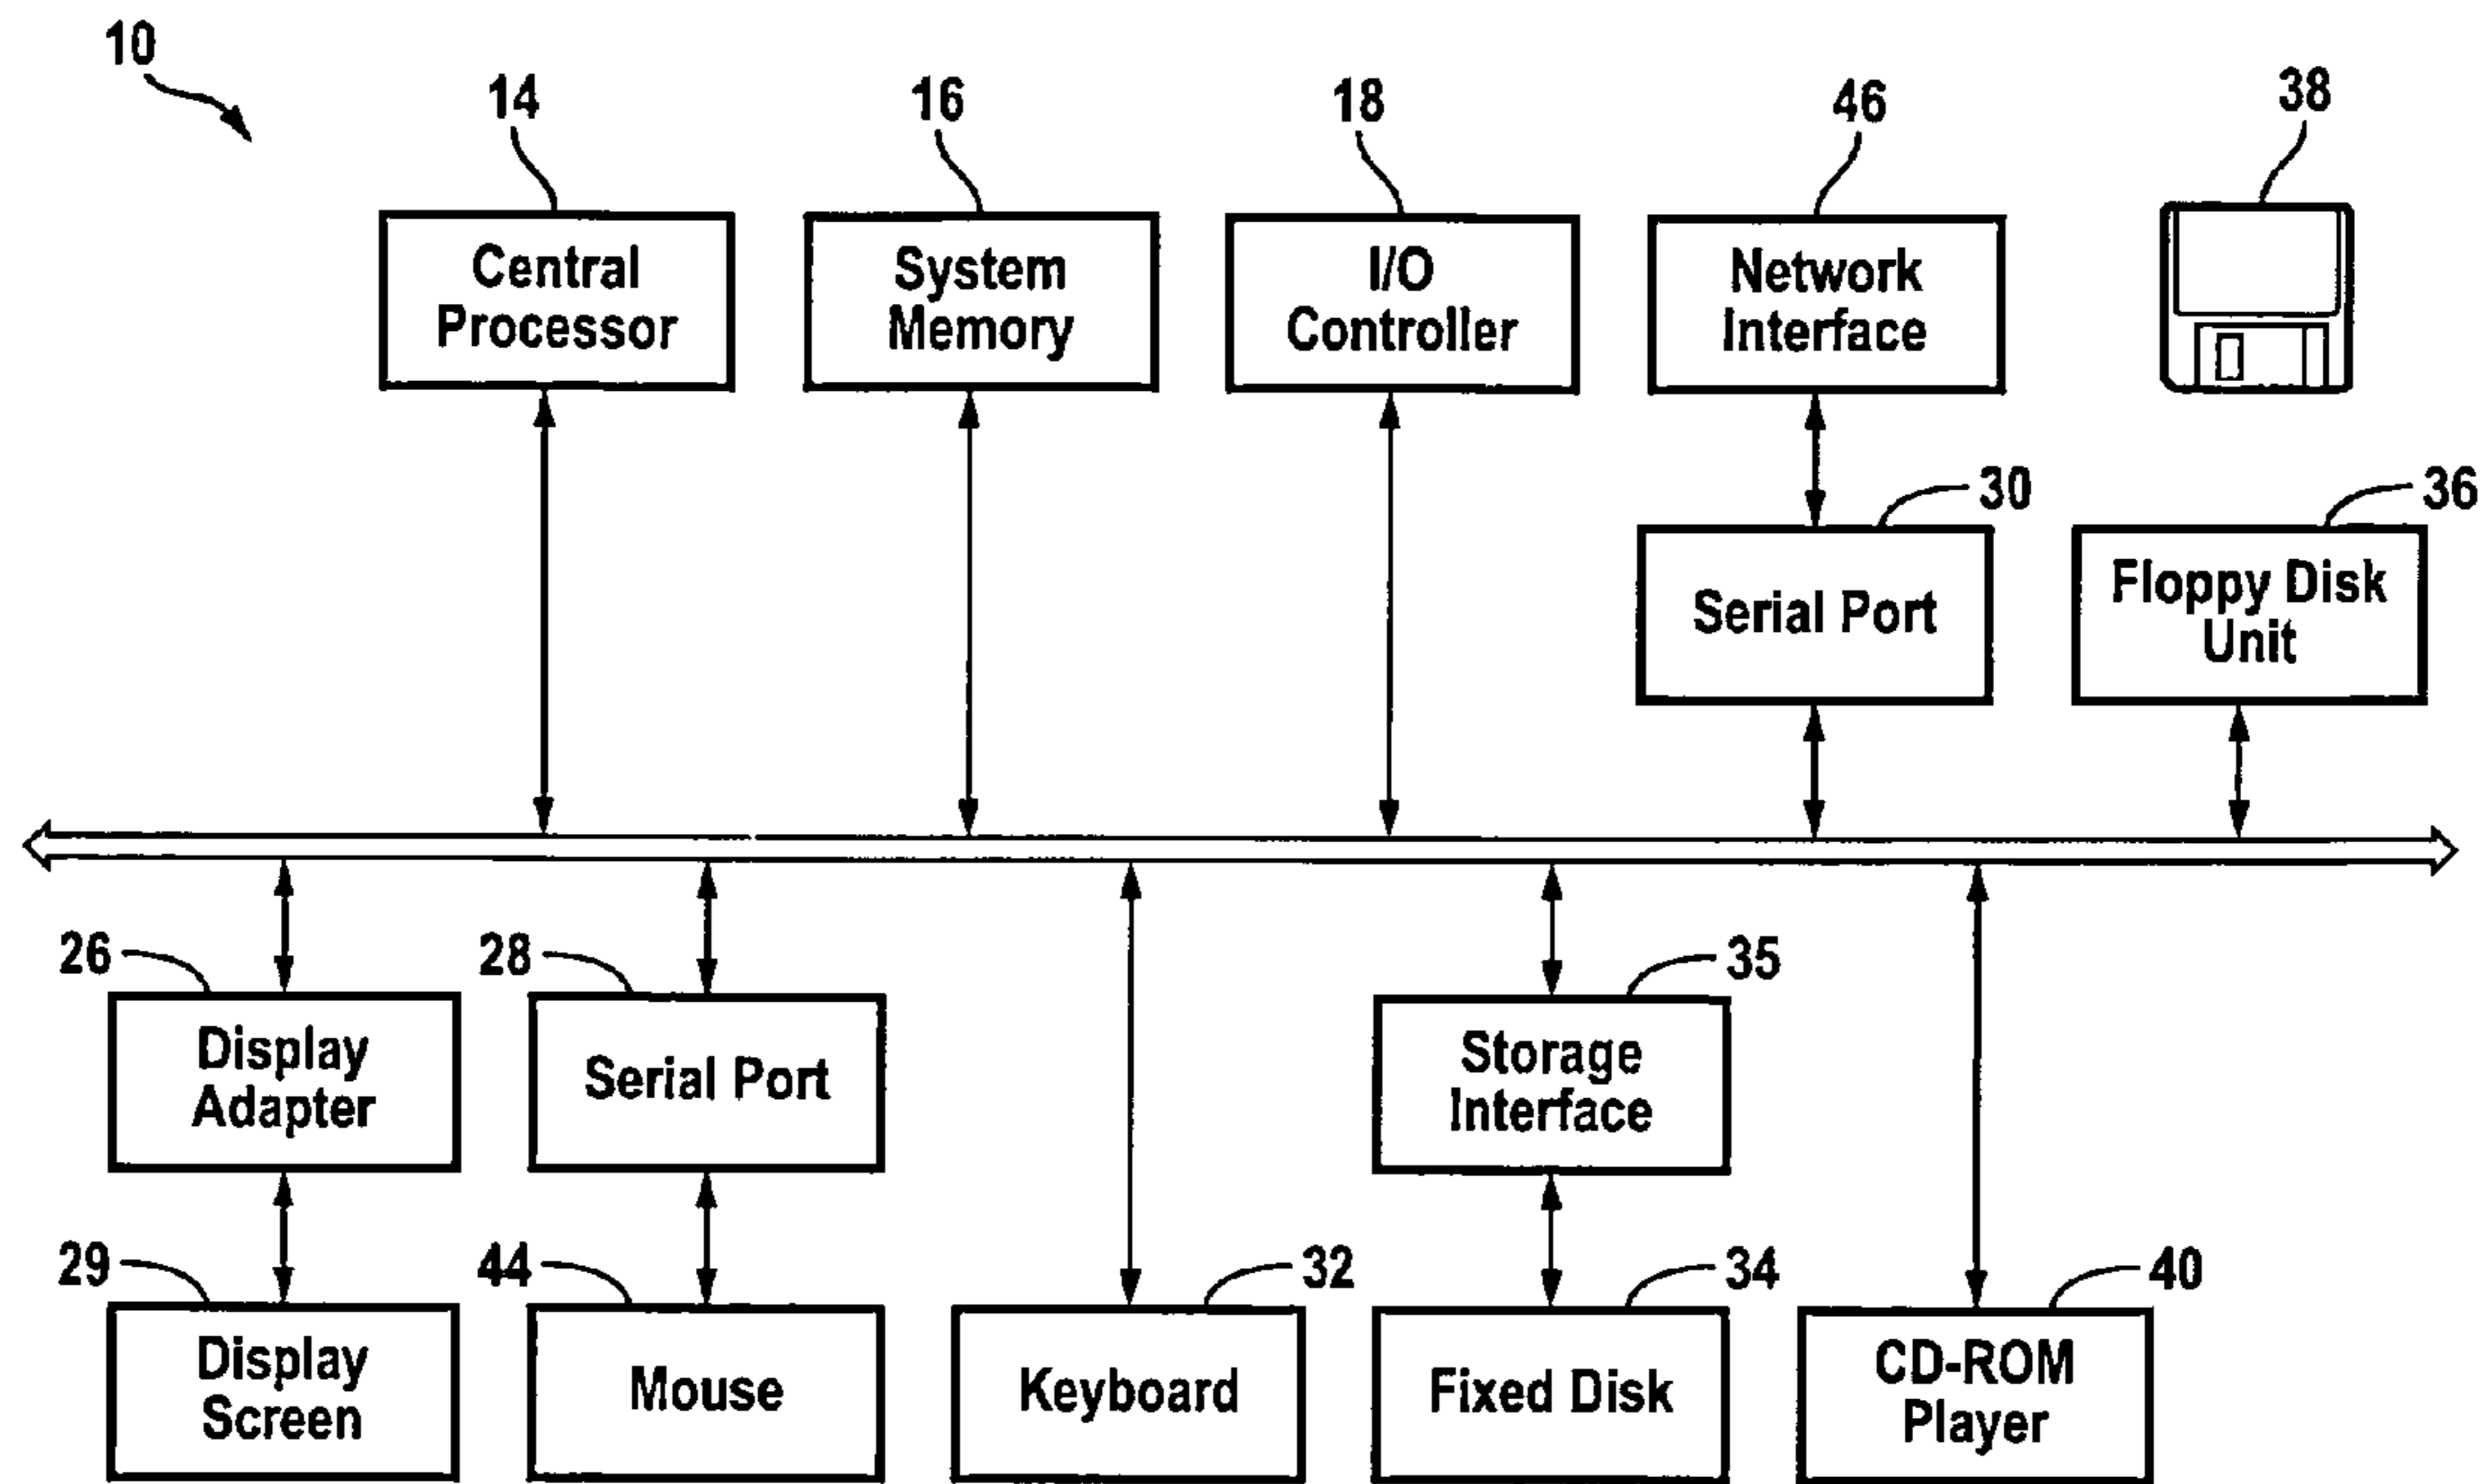 10
14
16
18
46
38
Central
Processor
System
Memory
I/O
Controller
Network
Interface
30
36
Serial Port
Floppy Disk
Unit
26
28
35
Display
Adapter
Serial Port
Storage
Interface
29
44
32
34
40
Display
Screen
Mouse
Keyboard
Fixed Disk
CD-ROM
Player